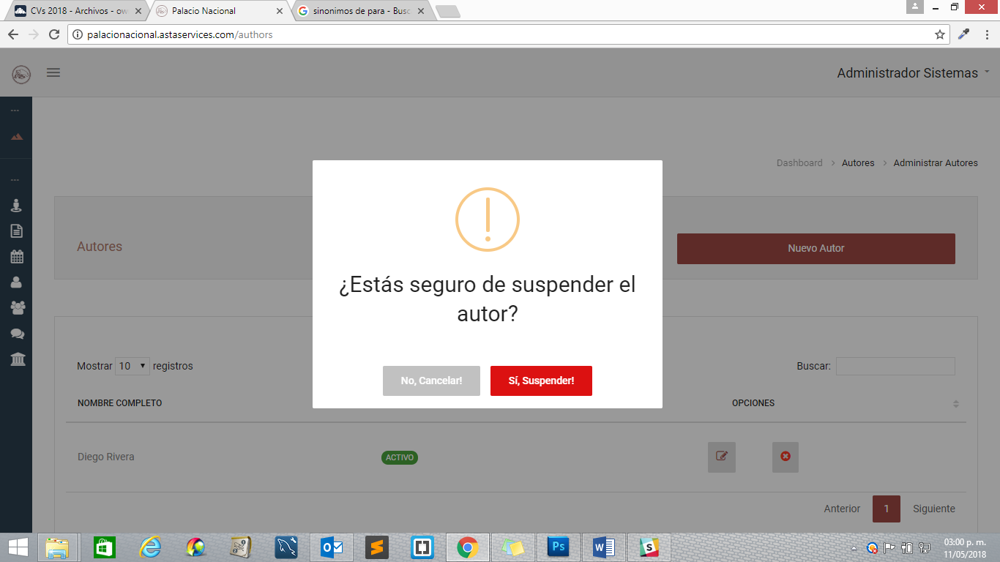 CVs 2018 - Archivos - ow
Palacio Nacional
sinonimos de para - Busc
palacionacional.astaservices.com/authors
Administrador Sistemas
Dashboard > Autores > Administrar Autores
Autores
Nuevo Autor
¿Estás seguro de suspender el
autor?
No, Cancelar!
Sí, Suspender!
Mostrar 10 registros
Buscar:
NOMBRE COMPLETO
OPCIONES
Diego Rivera
ACTIVO
Anterior
1
Siguiente
Ps
03:00 p. m.
11/05/2018